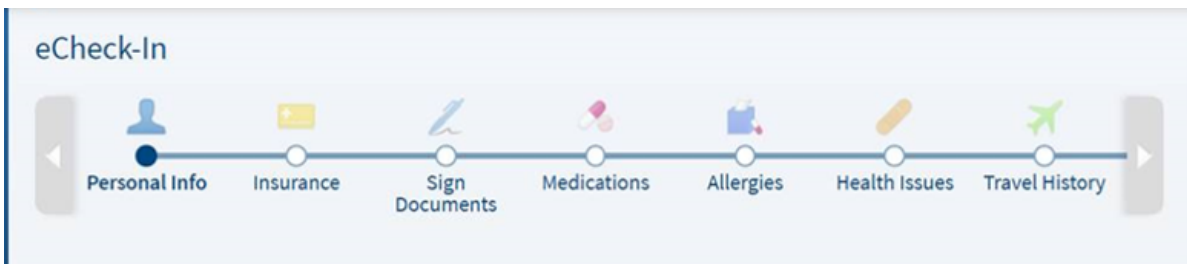 eCheck-In
Personal Info
Insurance
Sign
Documents
Medications
Allergies
Health Issues
Travel History